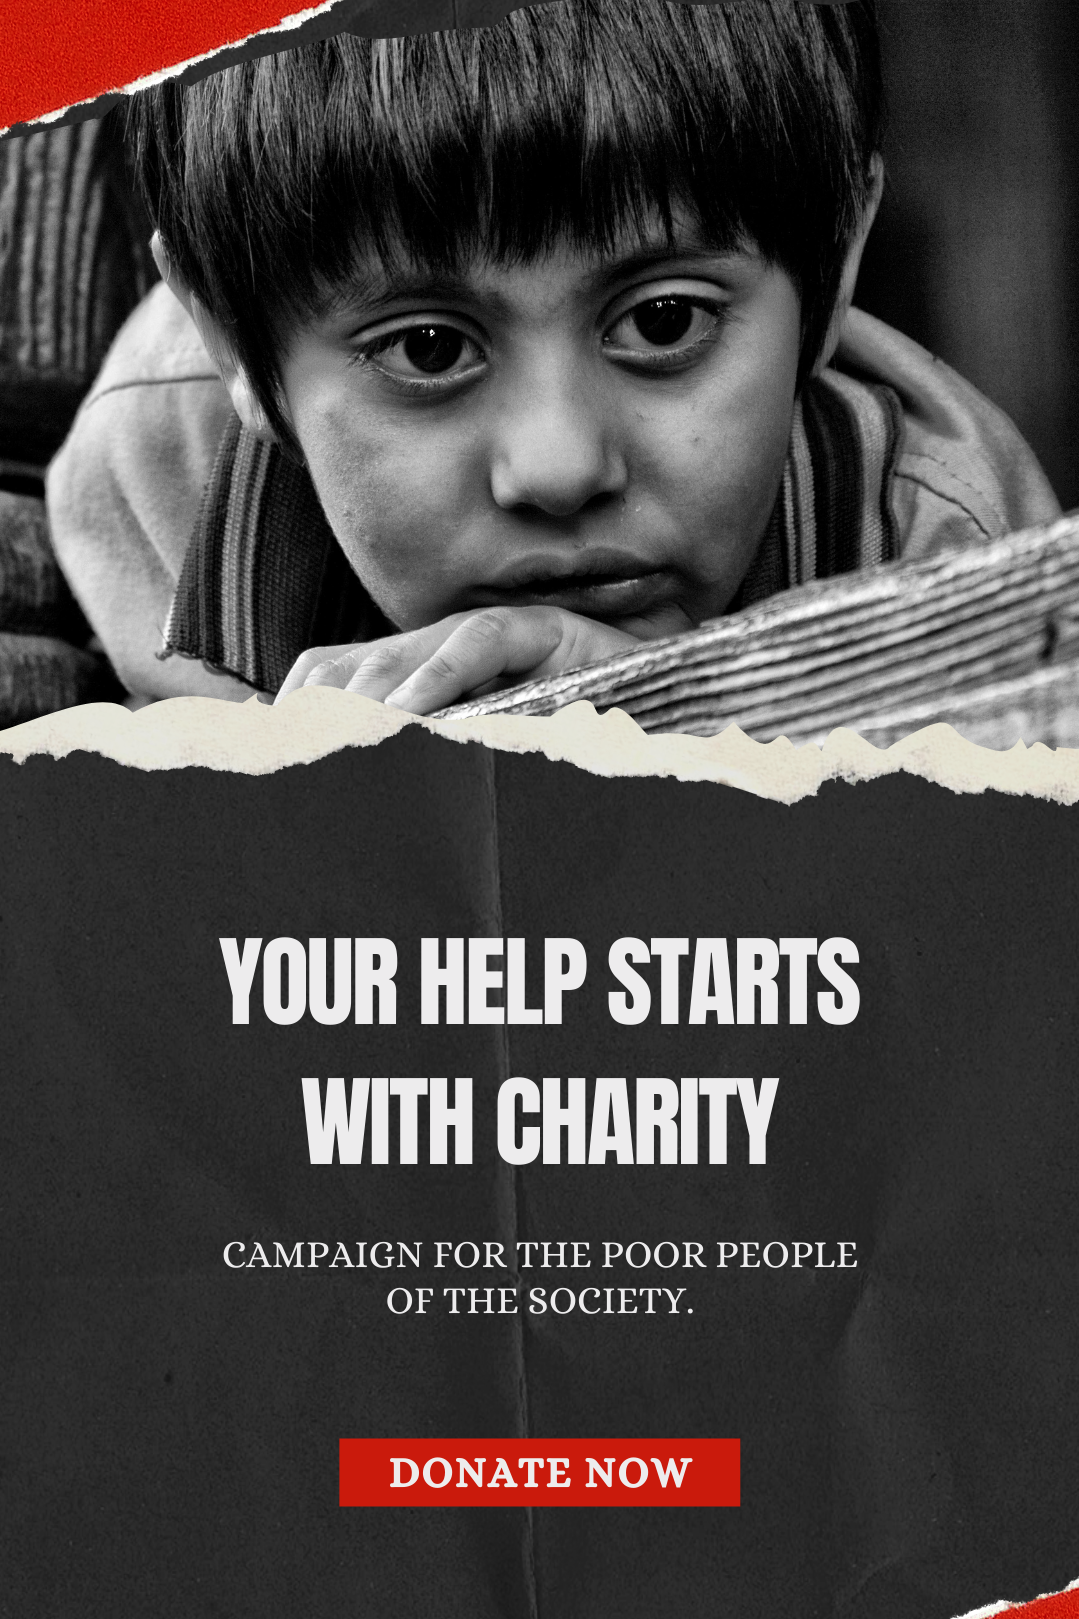 YOUR HELP STARTS
WITH CHARITY
CAMPAIGN FOR THE POOR PEOPLE
OF THE SOCIETY.
DONATE NOW